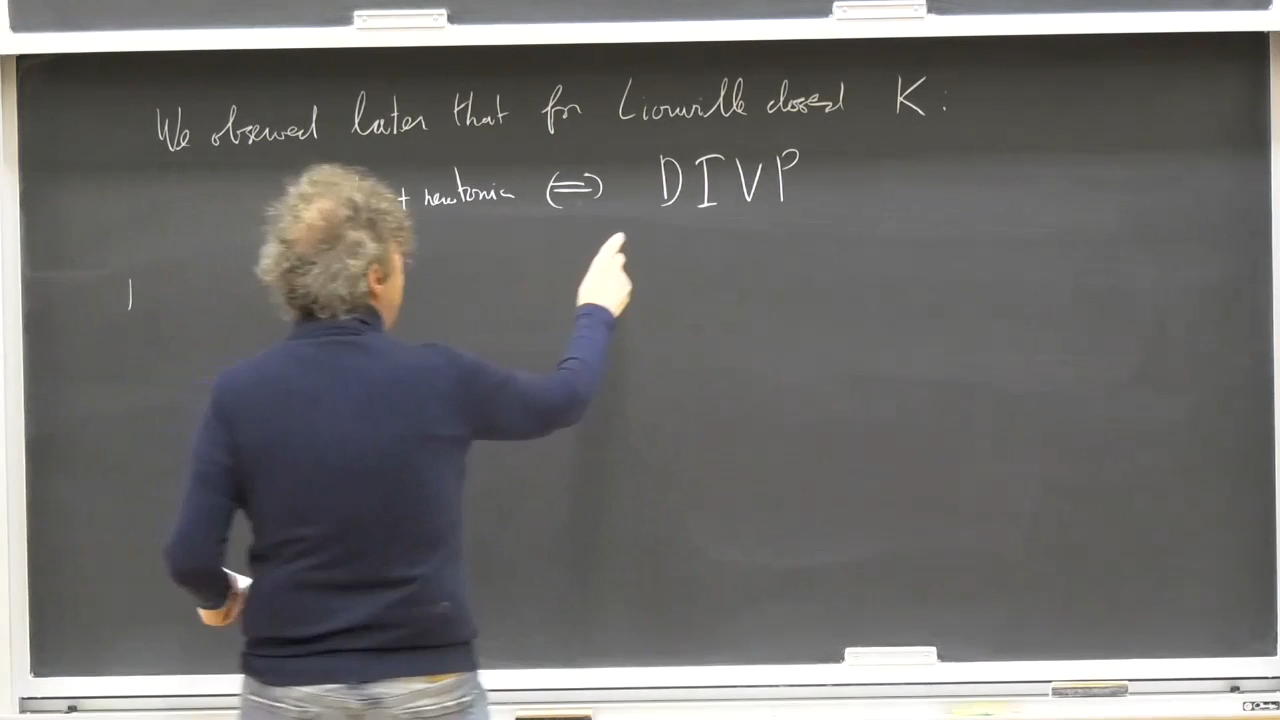 We observed later that for Liouville closed K:
+ newtonian ⟺ DIVP